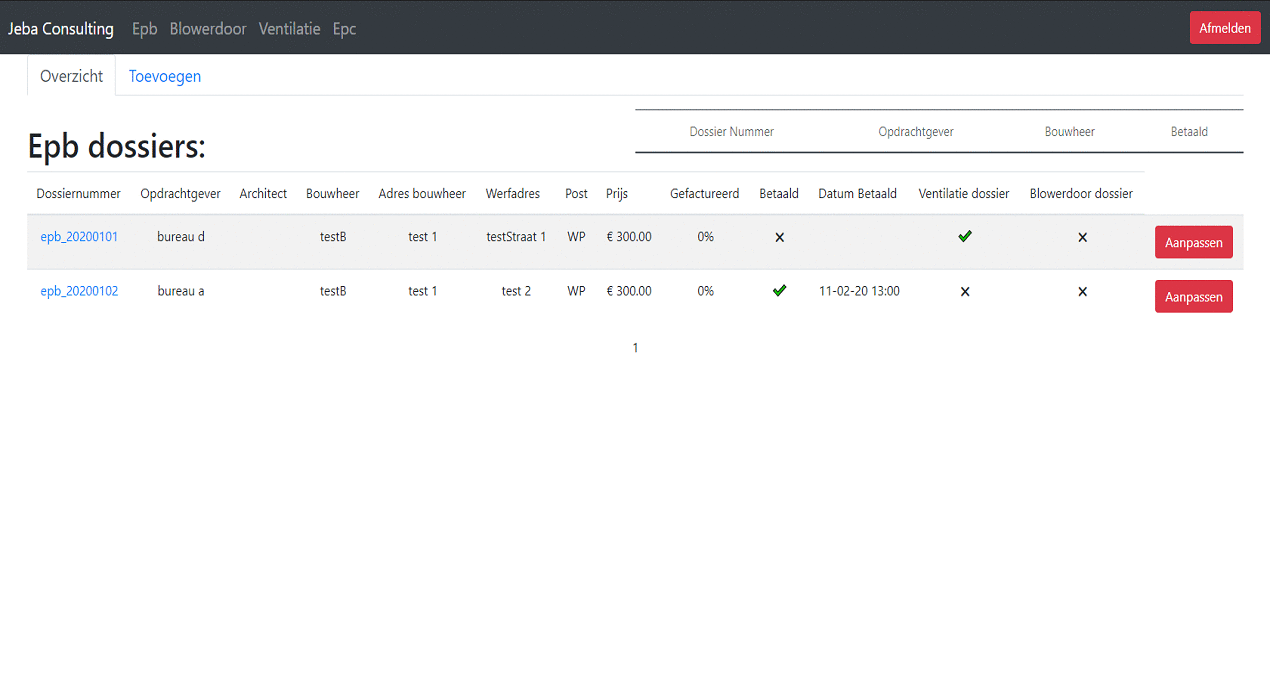 Jeba Consulting Epb Blowerdoor Ventilatie Epc Afmelden
Overzicht Toevoegen
Dossier Nummer Opdrachtgever Bouwheer Betaald
Epb dossiers:
Dossiernummer Opdrachtgever Architect Bouwheer Adres bouwheer Werfadres Post Prijs Gefactureerd Betaald Datum Betaald Ventilatie dossier Blowerdoor dossier
epb_20200101 bureau d testB test 1 testStraat 1 WP € 300.00 0% Aanpassen
epb_20200102 bureau a testB test 1 test 2 WP € 300.00 0% 11-02-20 13:00 Aanpassen
1